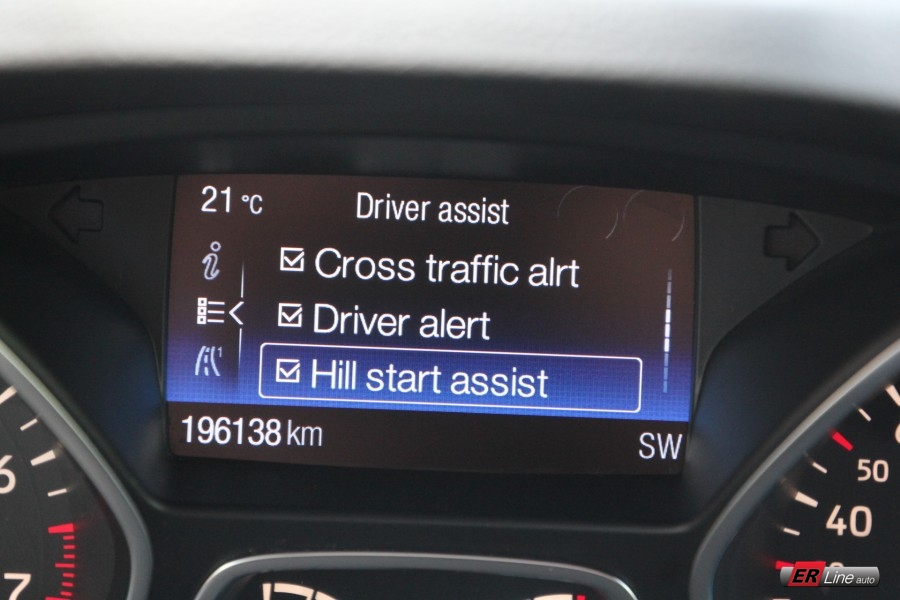 21 °C
Driver assist
Cross traffic alrt
Driver alert
Hill start assist
1
196138 km
SW
6
7
50
40
ER Line auto